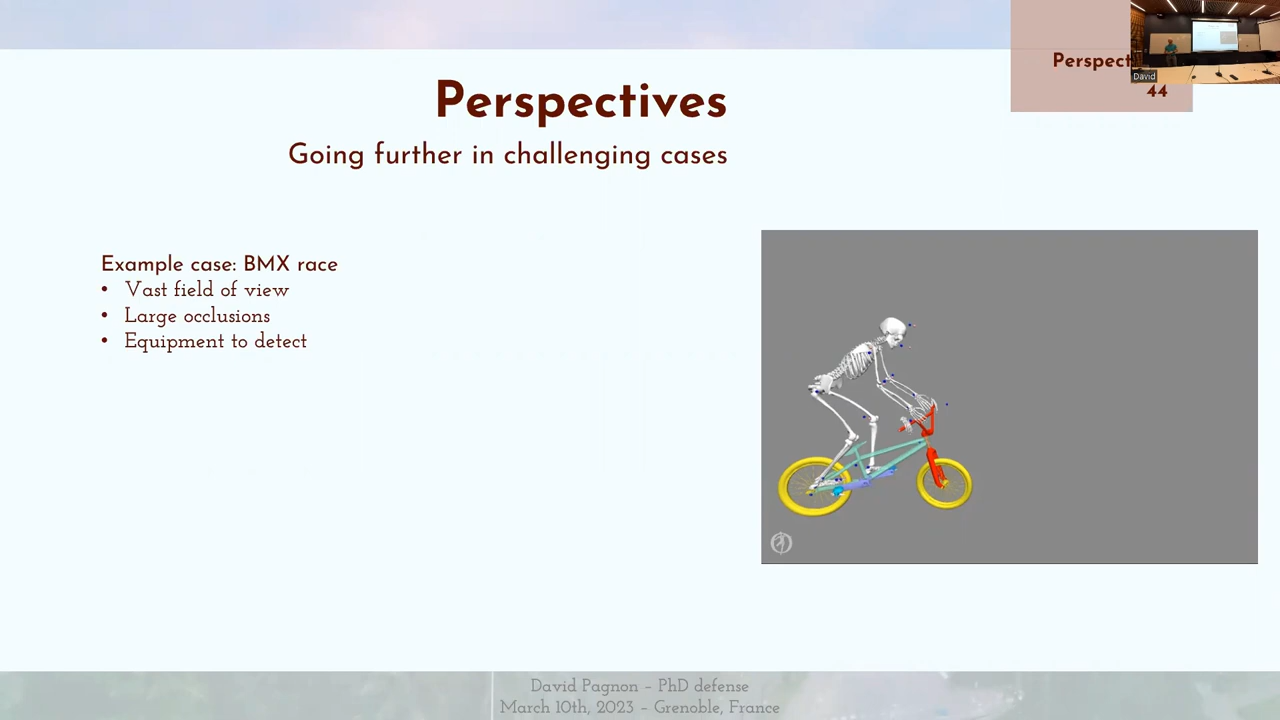 Perspectives
Going further in challenging cases
Perspect
44
David
Example case: BMX race
• Vast field of view
• Large occlusions
• Equipment to detect
David Pagnon – PhD defense
March 10th, 2023 – Grenoble, France